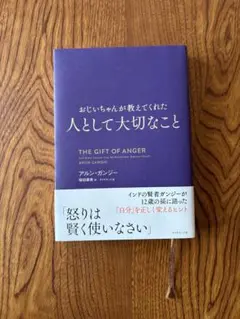 おじいちゃんが教えてくれた
人として大切なこと
THE GIFT OF ANGER
ARUN GANDHI
アルン・ガンジー
インドの賢者ガンジーが
12歳の孫に語った
「自分」を正しく変えるヒント
「怒りは
賢く使いなさい」